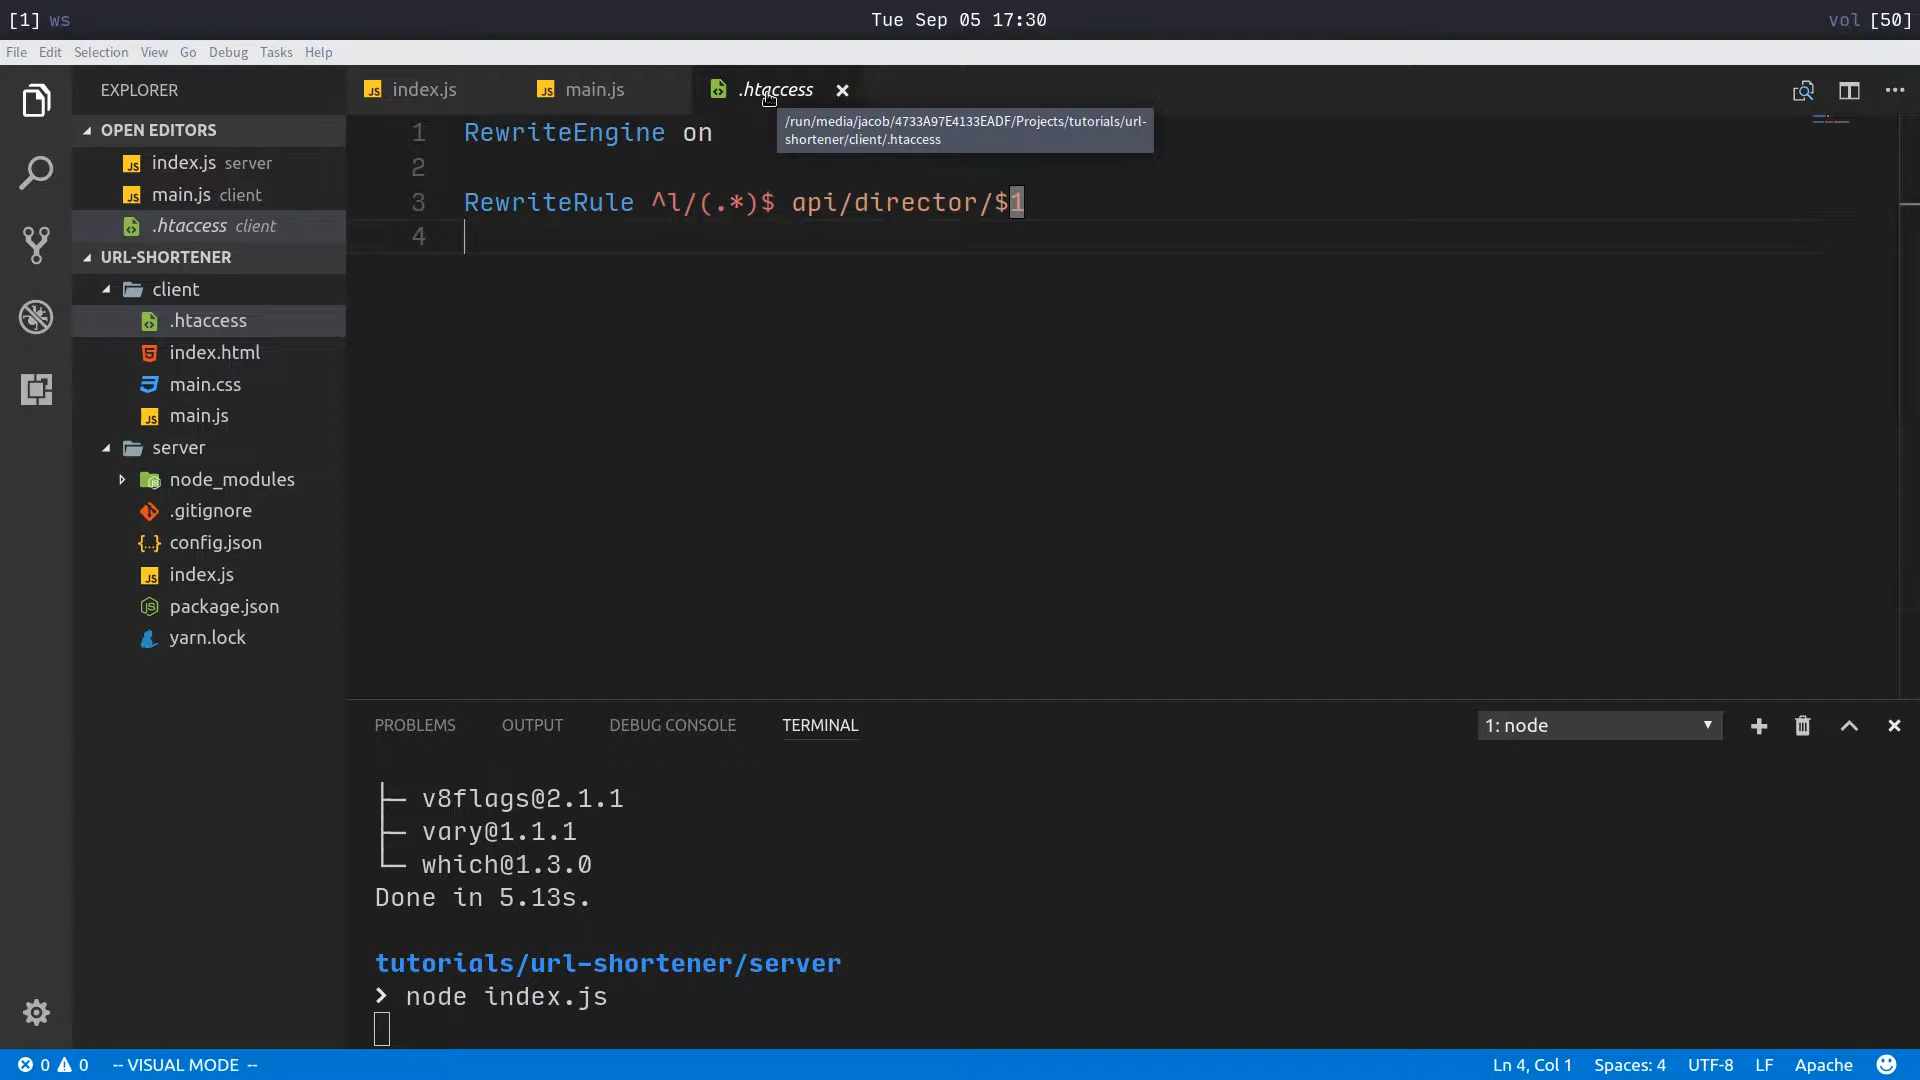 [1] ws
Tue Sep 05 17:30
vol [50]
File Edit Selection View Go Debug Tasks Help
EXPLORER
OPEN EDITORS
index.js server
main.js client
.htaccess client
URL-SHORTENER
client
.htaccess
index.html
main.css
main.js
server
node_modules
.gitignore
config.json
index.js
package.json
yarn.lock
index.js
main.js
.htaccess
/run/media/jacob/4733A97E4133EADF/Projects/tutorials/url-
shortener/client/.htaccess
1 RewriteEngine on
2
3 RewriteRule ^l/(.*)$ api/director/$1
4
PROBLEMS OUTPUT DEBUG CONSOLE TERMINAL
1: node
├─ v8flags@2.1.1
├─ vary@1.1.1
└─ which@1.3.0
Done in 5.13s.
tutorials/url-shortener/server
❯ node index.js
0 0 -- VISUAL MODE --
Ln 4, Col 1 Spaces: 4 UTF-8 LF Apache